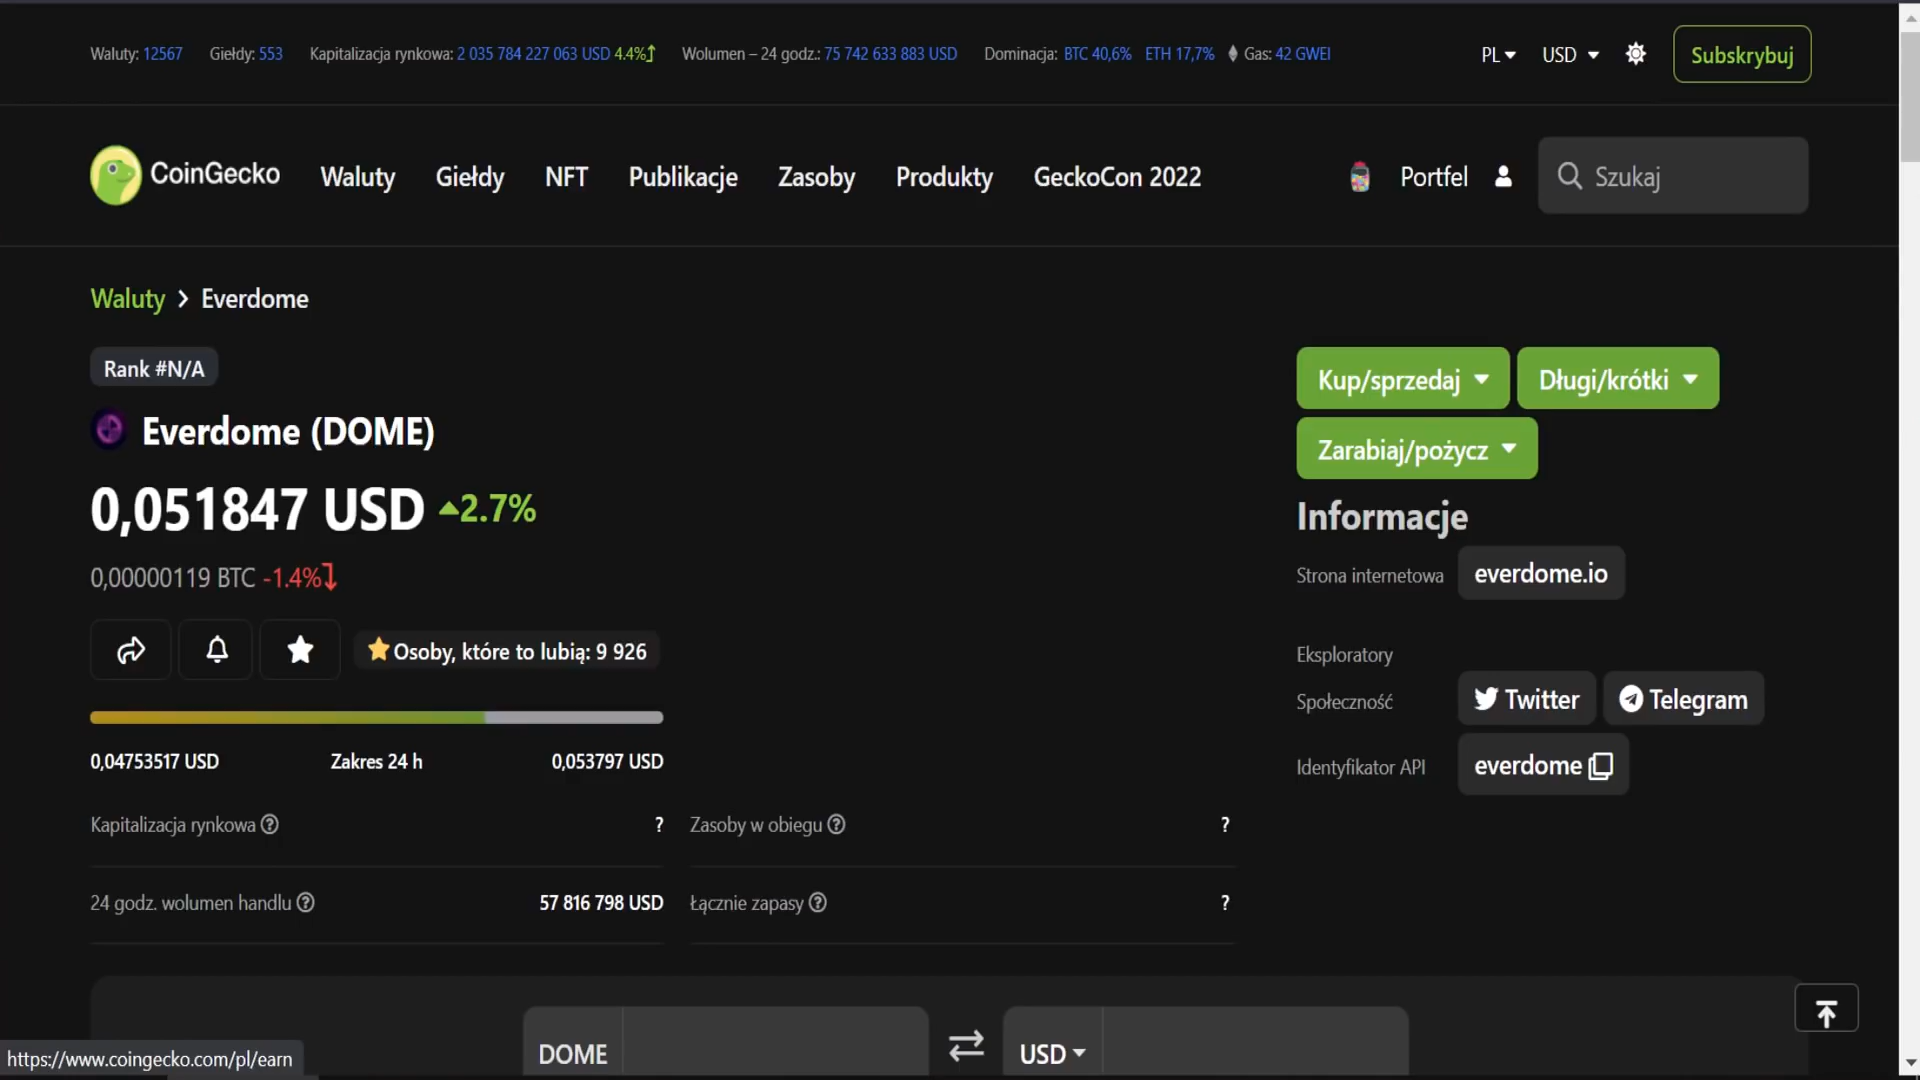 Waluty: 12567 Giełdy: 553 Kapitalizacja rynkowa: 2 035 784 227 063 USD 4.4% Wolumen – 24 godz.: 75 742 633 883 USD Dominacja: BTC 40,6% ETH 17,7% Gas: 42 GWEI PL USD Subskrybuj
CoinGecko Waluty Giełdy NFT Publikacje Zasoby Produkty GeckoCon 2022 Portfel Szukaj
Waluty > Everdome
Rank #N/A
Kup/sprzedaj Długi/krótki
Everdome (DOME)
Zarabiaj/pożycz
0,051847 USD 2.7%
Informacje
0,00000119 BTC -1.4%
Strona internetowa everdome.io
Osoby, które to lubią: 9 926
Eksploratory
Społeczność Twitter Telegram
0,04753517 USD Zakres 24 h 0,053797 USD
Identyfikator API everdome
Kapitalizacja rynkowa ? ? Zasoby w obiegu ? ?
24 godz. wolumen handlu ? 57 816 798 USD Łącznie zapasy ? ?
DOME USD
https://www.coingecko.com/pl/earn